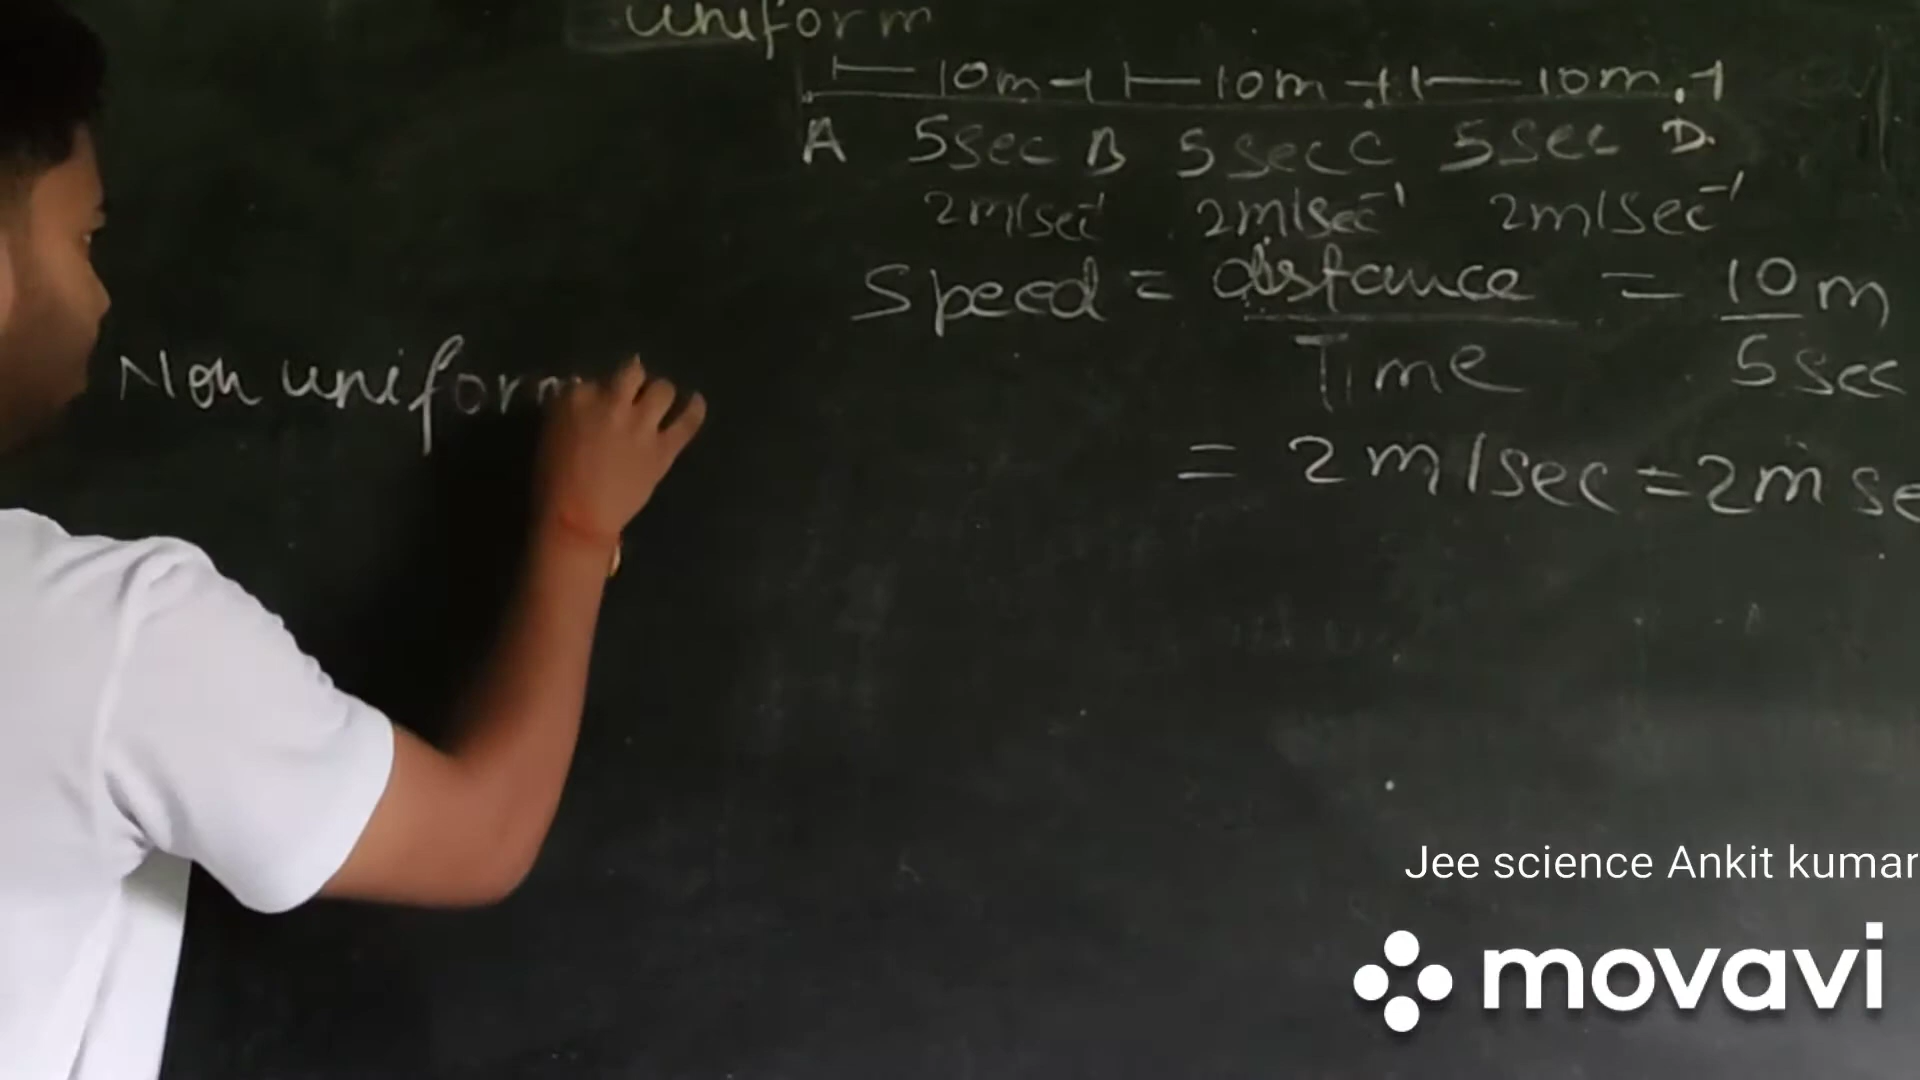 uniform
10m 10m 10m
A 5sec B 5sec C 5sec D.
2m/sec⁻¹ 2m/sec⁻¹ 2m/sec⁻¹
Speed = distance / Time = 10m / 5sec
= 2m/sec = 2m se
Non uniform
Jee science Ankit kumar
movavi